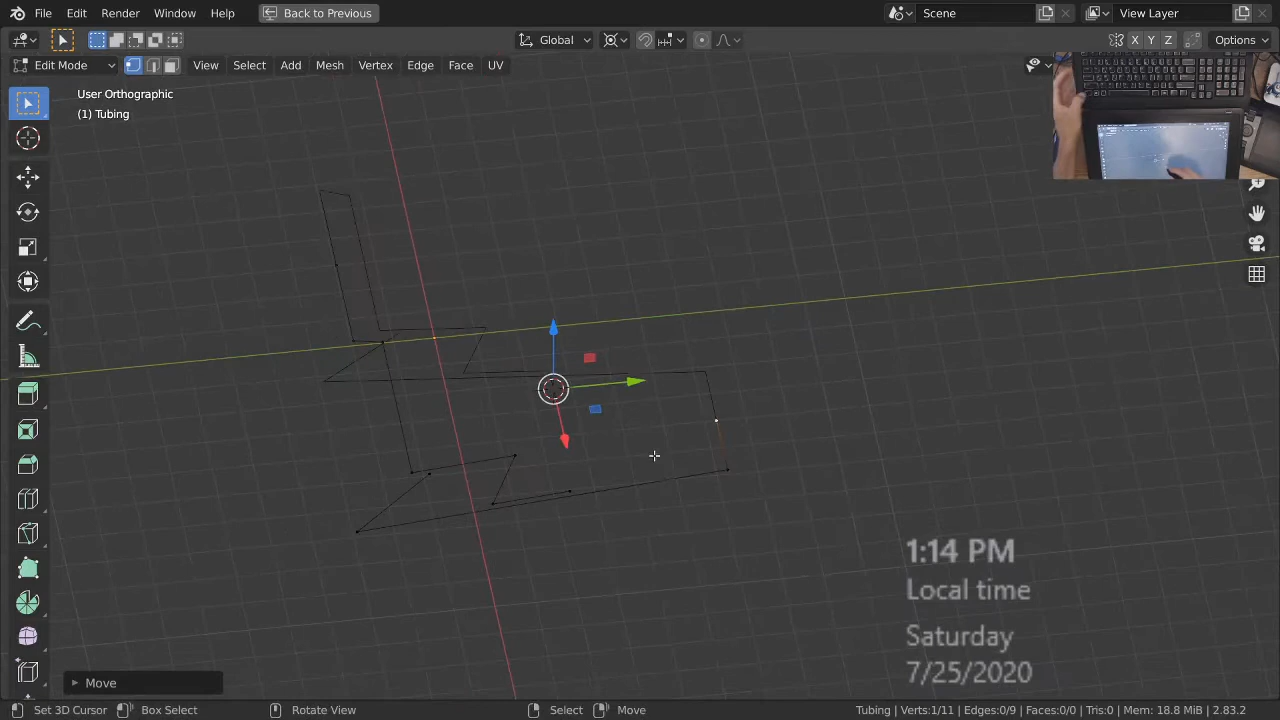 File Edit Render Window Help Back to Previous Scene View Layer
Global X Y Z Options
Edit Mode View Select Add Mesh Vertex Edge Face UV
User Orthographic
(1) Tubing
1:14 PM
Local time
Saturday
7/25/2020
Move
Set 3D Cursor Box Select Rotate View Select Move Tubing | Verts:1/11 | Edges:0/9 | Faces:0/0 | Tris:0 | Mem: 18.8 MiB | 2.83.2